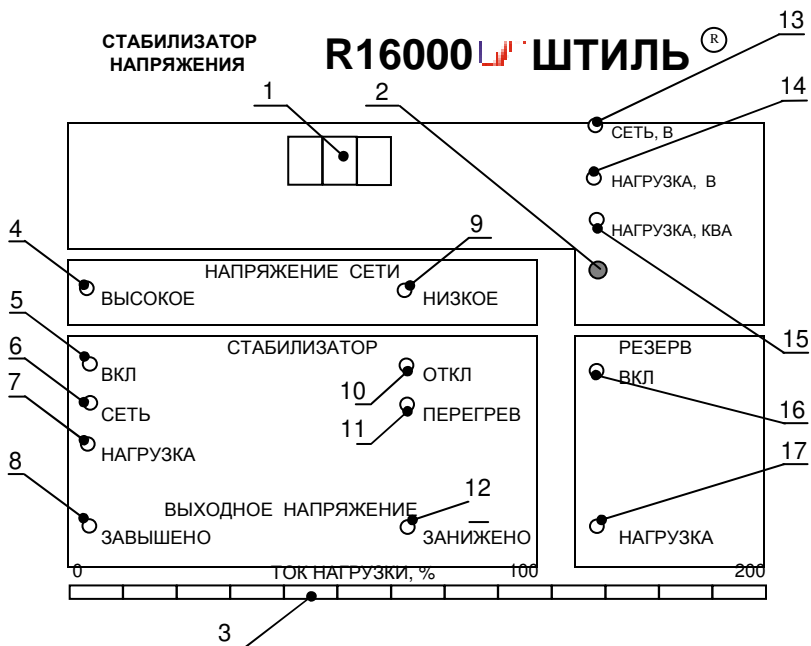 СТАБИЛИЗАТОР
НАПРЯЖЕНИЯ
R16000 ШТИЛЬ ®
13
1
2
14
СЕТЬ, В
НАГРУЗКА, В
НАГРУЗКА, КВА
4
9
НАПРЯЖЕНИЕ СЕТИ
ВЫСОКОЕ
НИЗКОЕ
5
15
СТАБИЛИЗАТОР
РЕЗЕРВ
6
ВКЛ
10
ОТКЛ
ВКЛ
16
7
СЕТЬ
11
ПЕРЕГРЕВ
НАГРУЗКА
8
17
12
ВЫХОДНОЕ НАПРЯЖЕНИЕ
ЗАВЫШЕНО
ЗАНИЖЕНО
НАГРУЗКА
0
ТОК НАГРУЗКИ, %
100
200
3